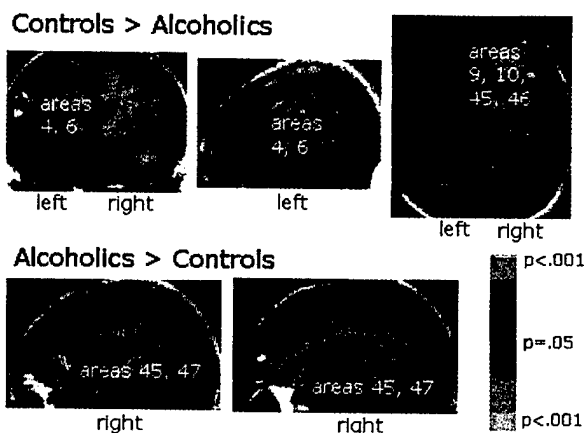 Controls > Alcoholics
areas
4, 6
left right
areas
4, 6
left
areas
9, 10,
45, 46
left right
Alcoholics > Controls
areas 45, 47
right
areas 45, 47
right
p<.001
p=.05
p<.001